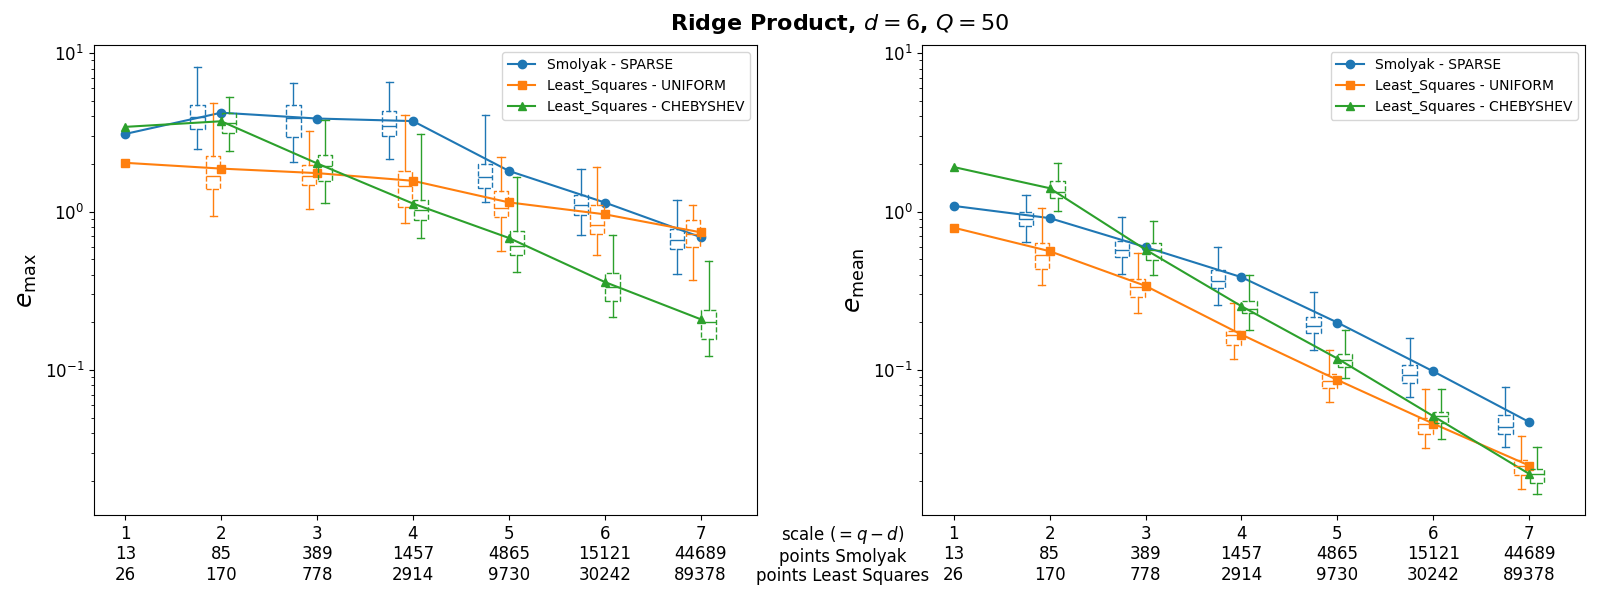 Ridge Product, d = 6, Q = 50
10¹
10⁰
10⁻¹
e_max
Smolyak - SPARSE
Least_Squares - UNIFORM
Least_Squares - CHEBYSHEV
10¹
10⁰
10⁻¹
e_mean
Smolyak - SPARSE
Least_Squares - UNIFORM
Least_Squares - CHEBYSHEV
1 2 3 4 5 6 7 scale (= q − d) 1 2 3 4 5 6 7
13 85 389 1457 4865 15121 44689 points Smolyak 13 85 389 1457 4865 15121 44689
26 170 778 2914 9730 30242 89378 points Least Squares 26 170 778 2914 9730 30242 89378